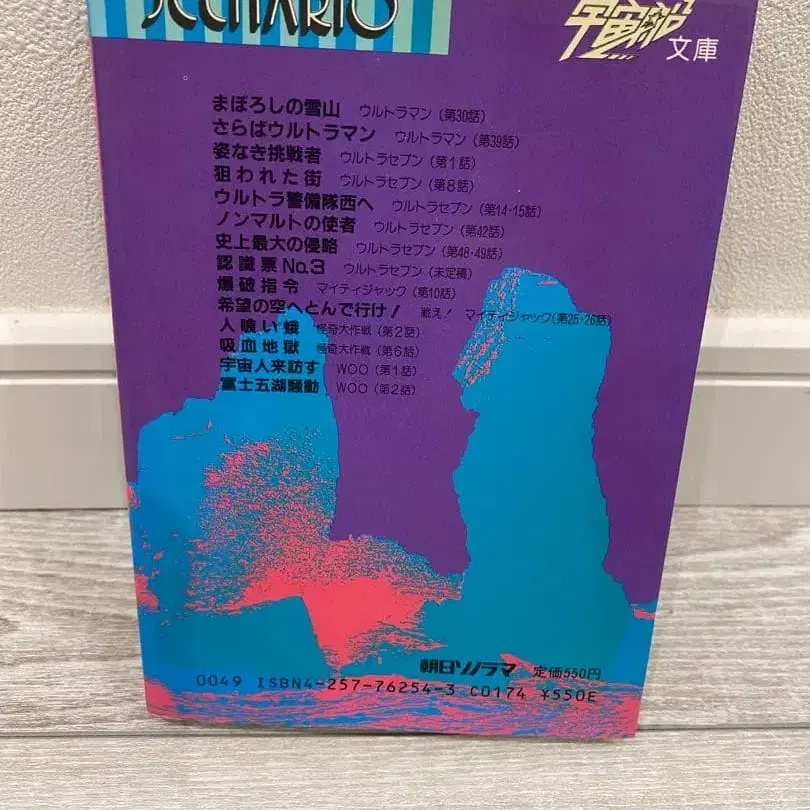 SCENARIO
宇宙船
文庫
まぼろしの雪山 ウルトラマン(第30話)
さらばウルトラマン ウルトラマン(第39話)
姿なき挑戦者 ウルトラセブン(第1話)
狙われた街 ウルトラセブン(第8話)
ウルトラ警備隊西へ ウルトラセブン(第14・15話)
ノンマルトの使者 ウルトラセブン(第42話)
史上最大の侵略 ウルトラセブン(第48・49話)
認識票No.3 ウルトラセブン(未定稿)
爆破指令 マイティジャック(第10話)
希望の空へとんで行け! 戦え!マイティジャック(第25・26話)
人喰い蛾 怪奇大作戦(第2話)
吸血地獄 怪奇大作戦(第6話)
宇宙人来訪す WOO(第1話)
富士五湖騒動 WOO(第2話)
朝日ソノラマ 定価550円
0049 ISBN4-257-76254-3 C0174 ¥550E